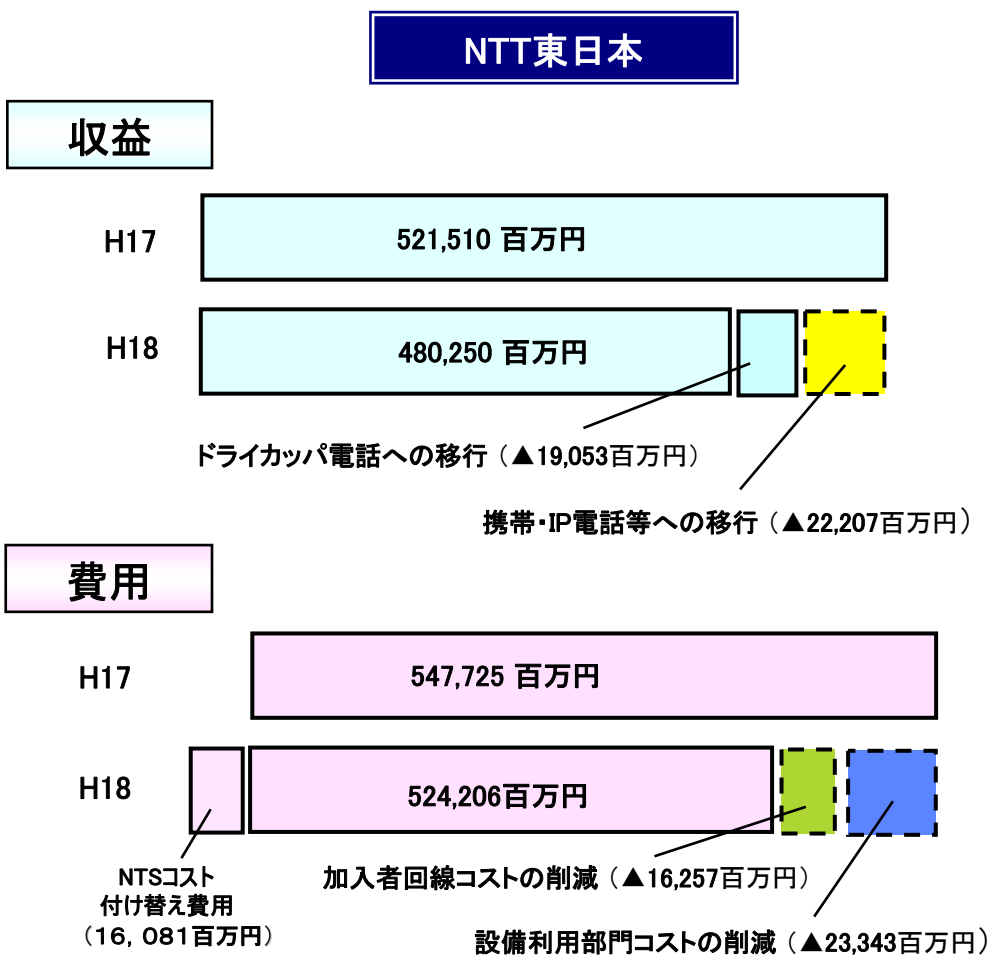 NTT東日本
収益
H17
521,510 百万円
H18
480,250 百万円
ドライカッパ電話への移行（▲19,053百万円）
携帯・IP電話等への移行（▲22,207百万円）
費用
H17
547,725 百万円
H18
524,206百万円
NTSコスト
付け替え費用
（１６，０８１百万円）
加入者回線コストの削減（▲16,257百万円）
設備利用部門コストの削減（▲23,343百万円）